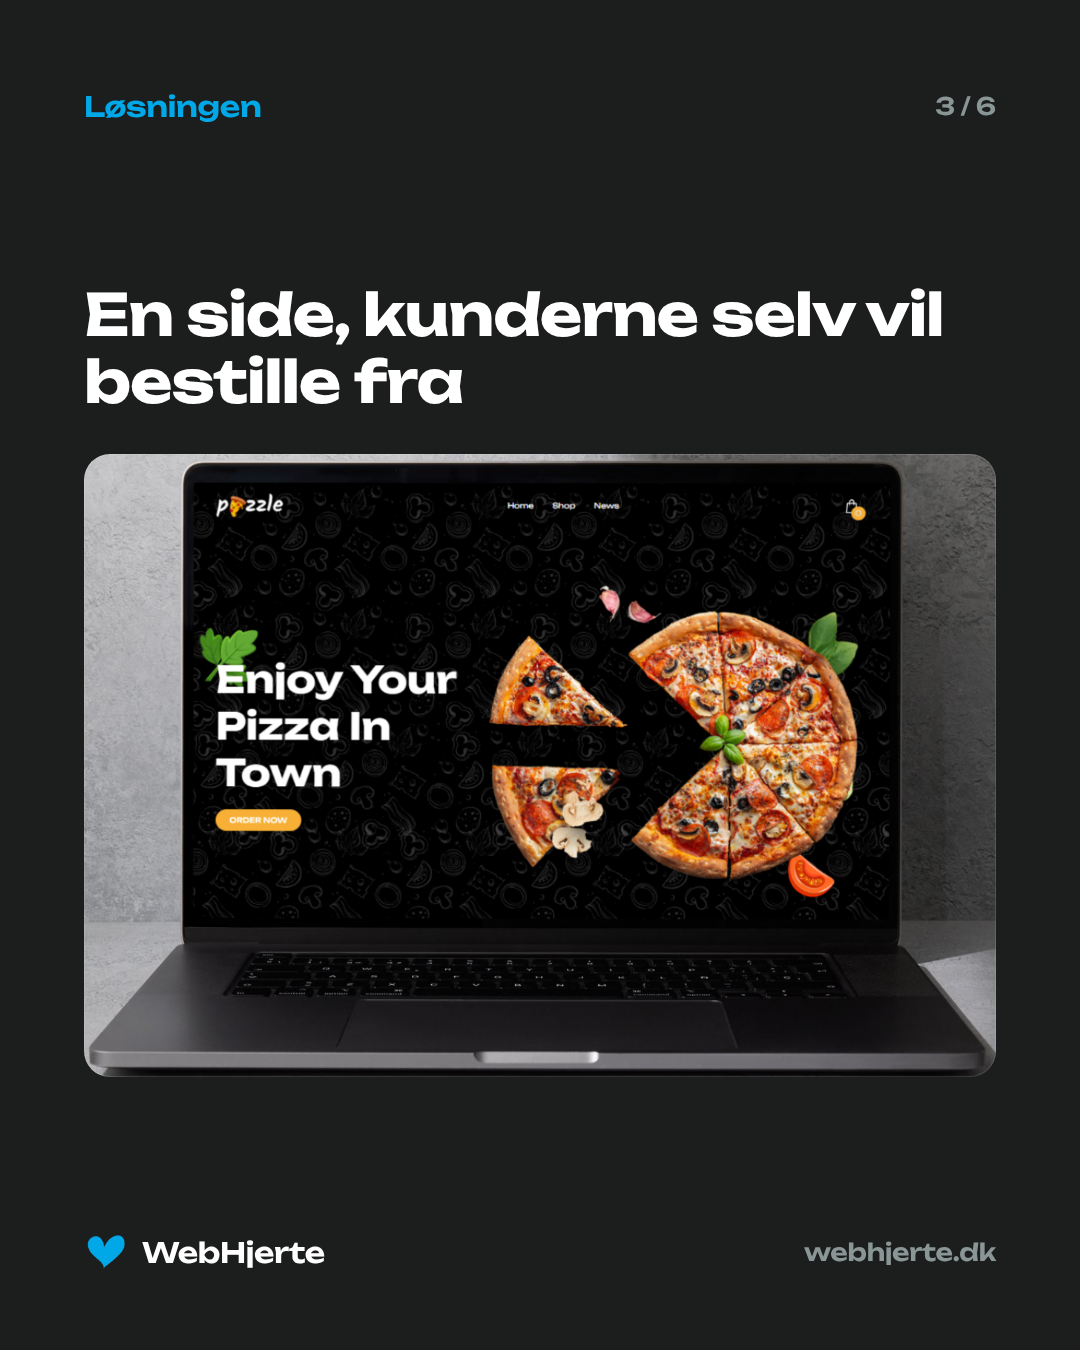 Løsningen
3 / 6
En side, kunderne selv vil
bestille fra
pizzle
Home Shop News
0
Enjoy Your
Pizza In
Town
ORDER NOW
WebHjerte
webhjerte.dk